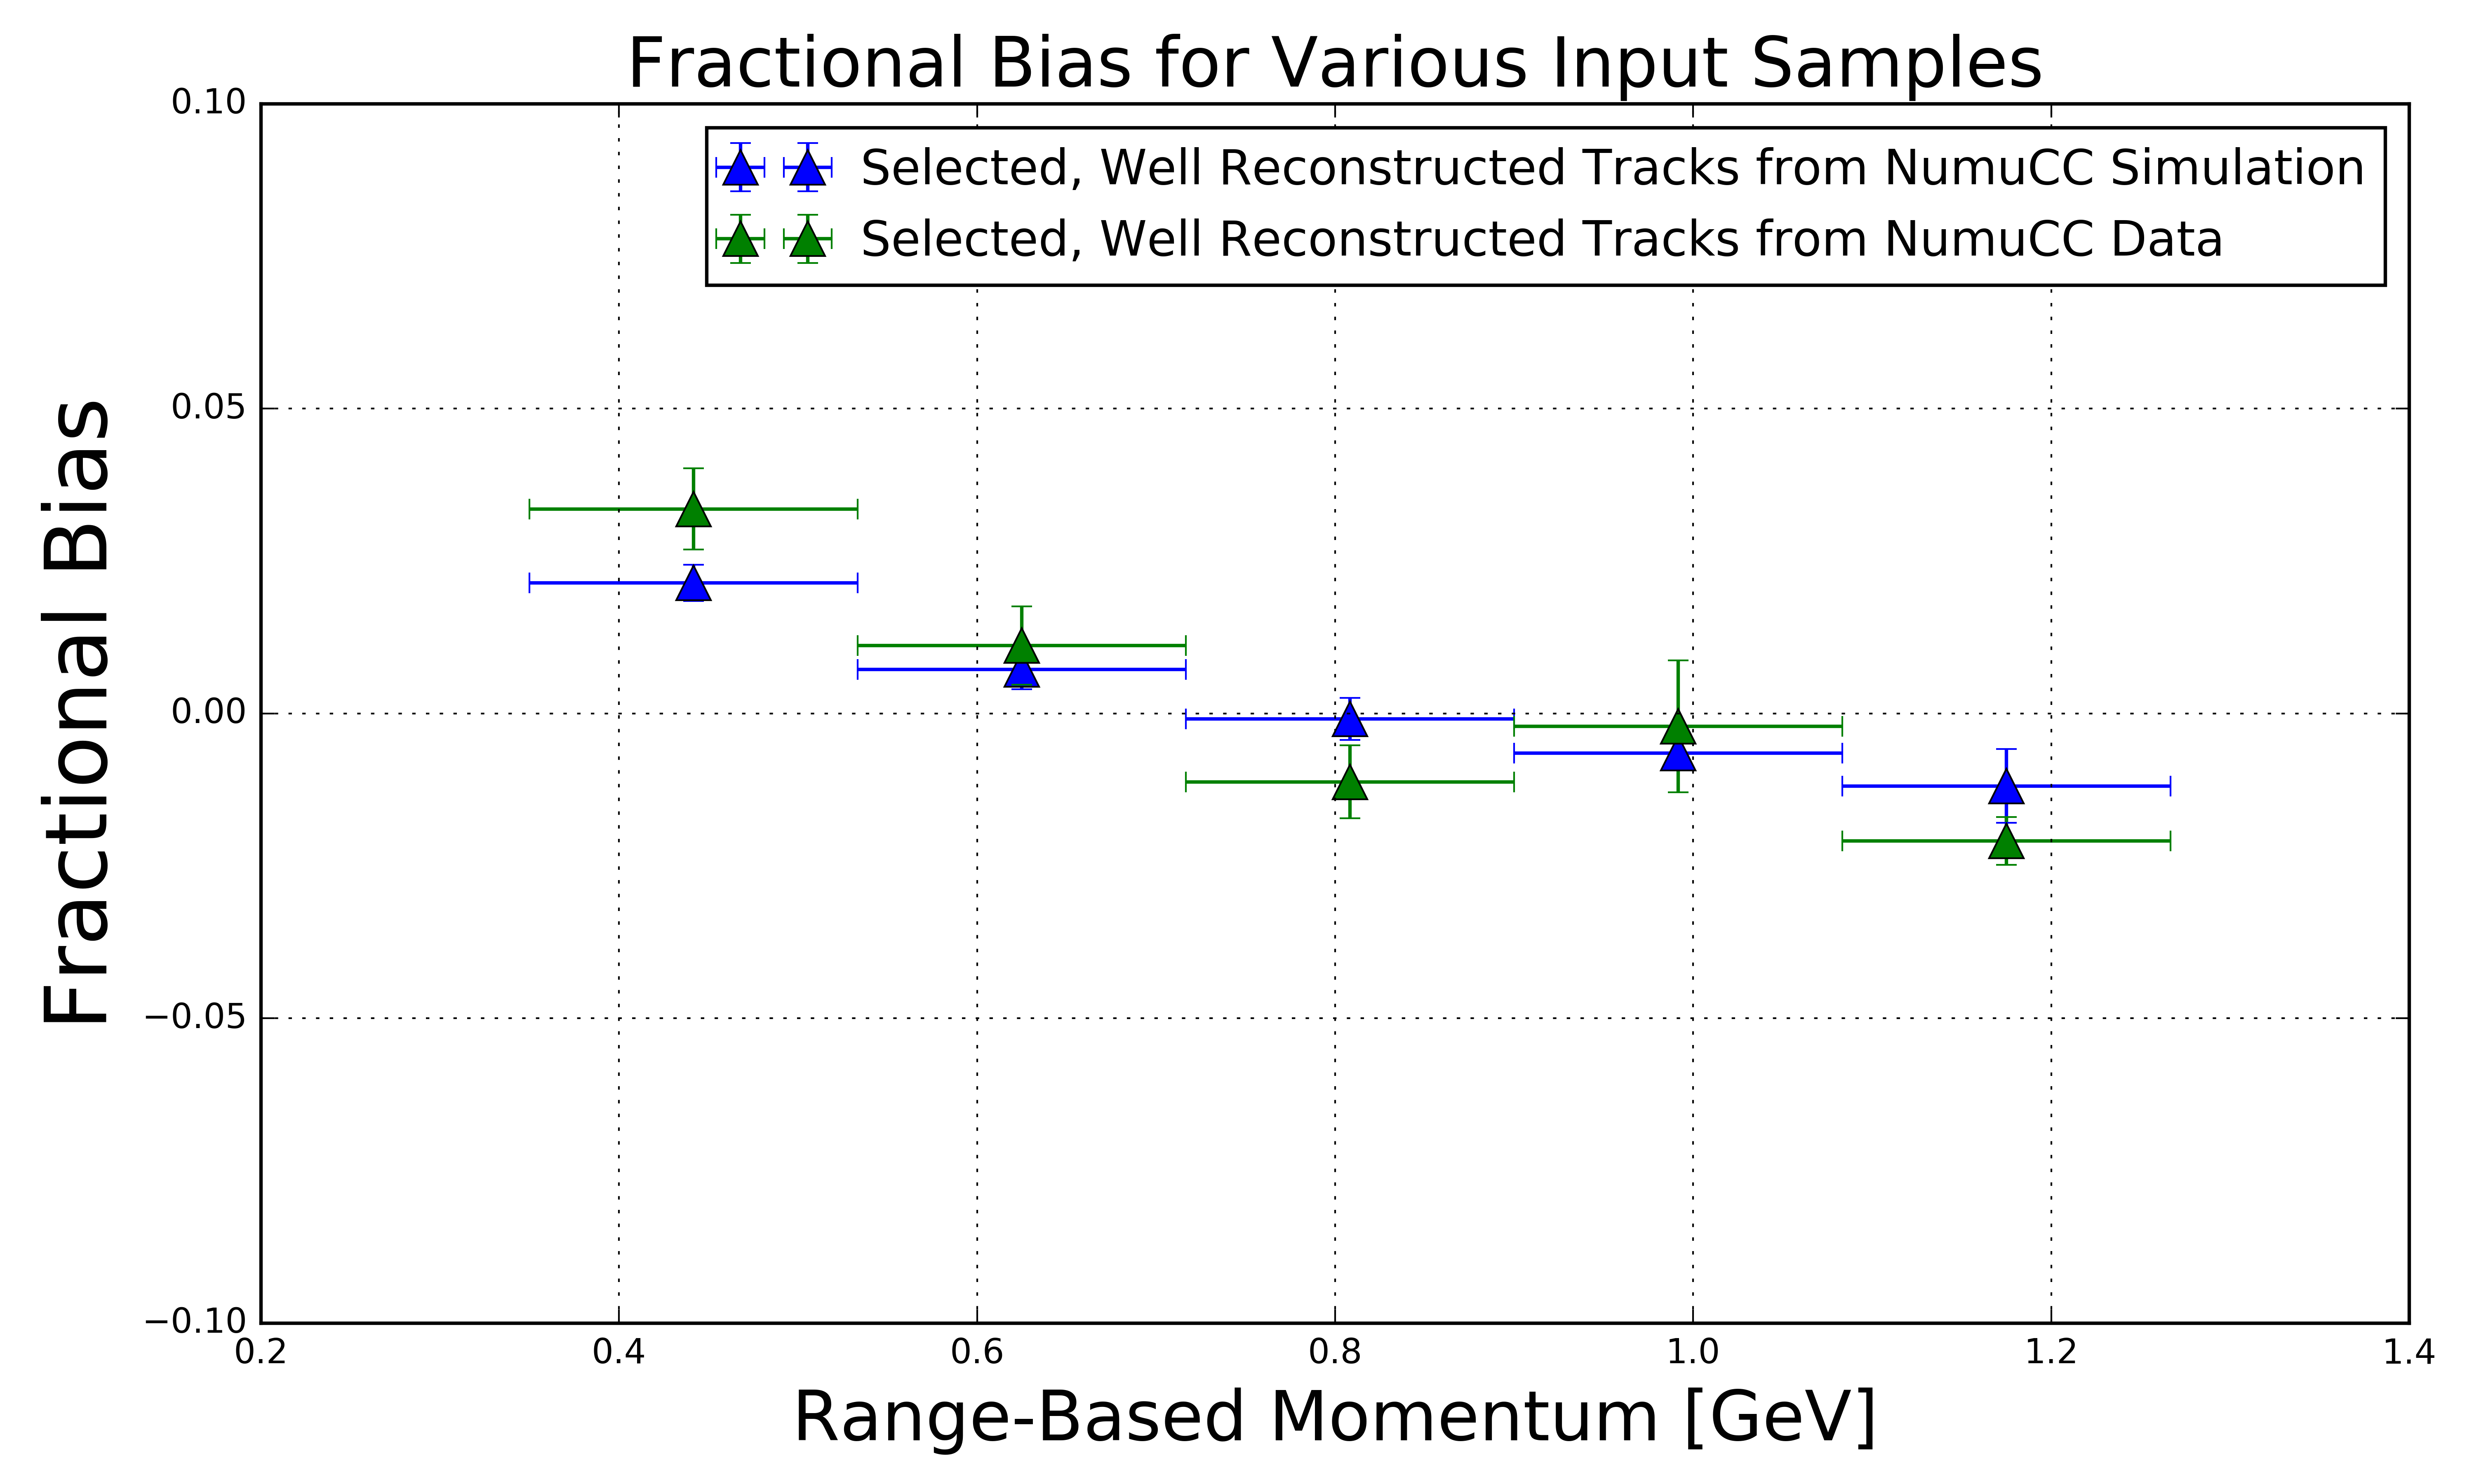 Fractional Bias for Various Input Samples
Selected, Well Reconstructed Tracks from NumuCC Simulation
Selected, Well Reconstructed Tracks from NumuCC Data
Fractional Bias
0.10
0.05
0.00
−0.05
−0.10
0.2 0.4 0.6 0.8 1.0 1.2 1.4
Range-Based Momentum [GeV]